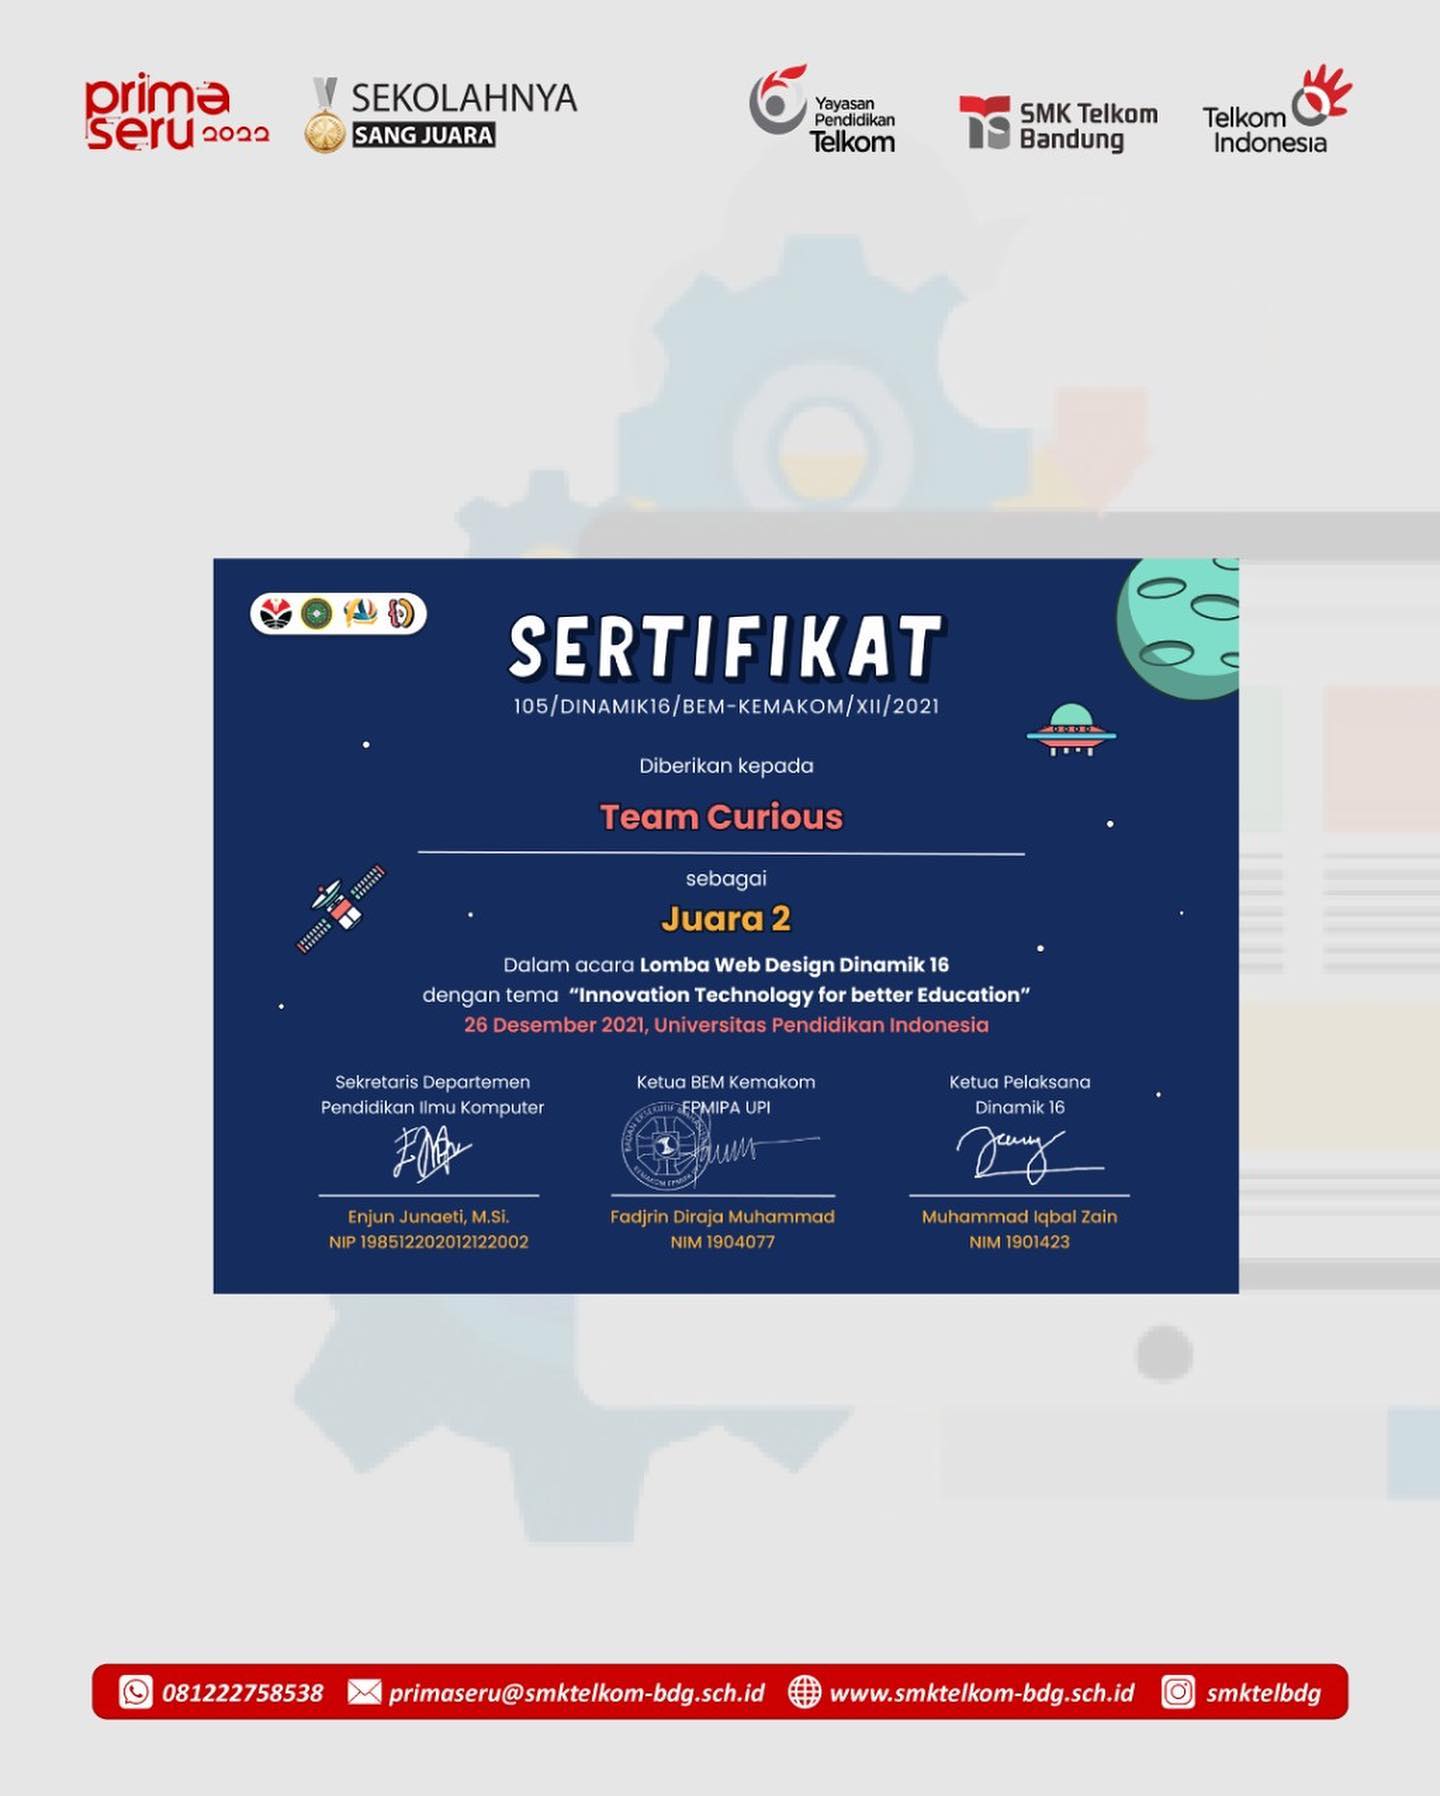 prima
seru 2022
SEKOLAHNYA
SANG JUARA
Yayasan
Pendidikan
Telkom
SMK Telkom
Bandung
Telkom
Indonesia
SERTIFIKAT
105/DINAMIK16/BEM-KEMAKOM/XII/2021
Diberikan kepada
Team Curious
sebagai
Juara 2
Dalam acara Lomba Web Design Dinamik 16
dengan tema "Innovation Technology for better Education"
26 Desember 2021, Universitas Pendidikan Indonesia
Sekretaris Departemen
Pendidikan Ilmu Komputer
Enjun Junaeti, M.Si.
NIP 198512202012122002
Ketua BEM Kemakom
FPMIPA UPI
Fadjrin Diraja Muhammad
NIM 1904077
Ketua Pelaksana
Dinamik 16
Muhammad Iqbal Zain
NIM 1901423
081222758538 primaseru@smktelkom-bdg.sch.id www.smktelkom-bdg.sch.id smktelbdg